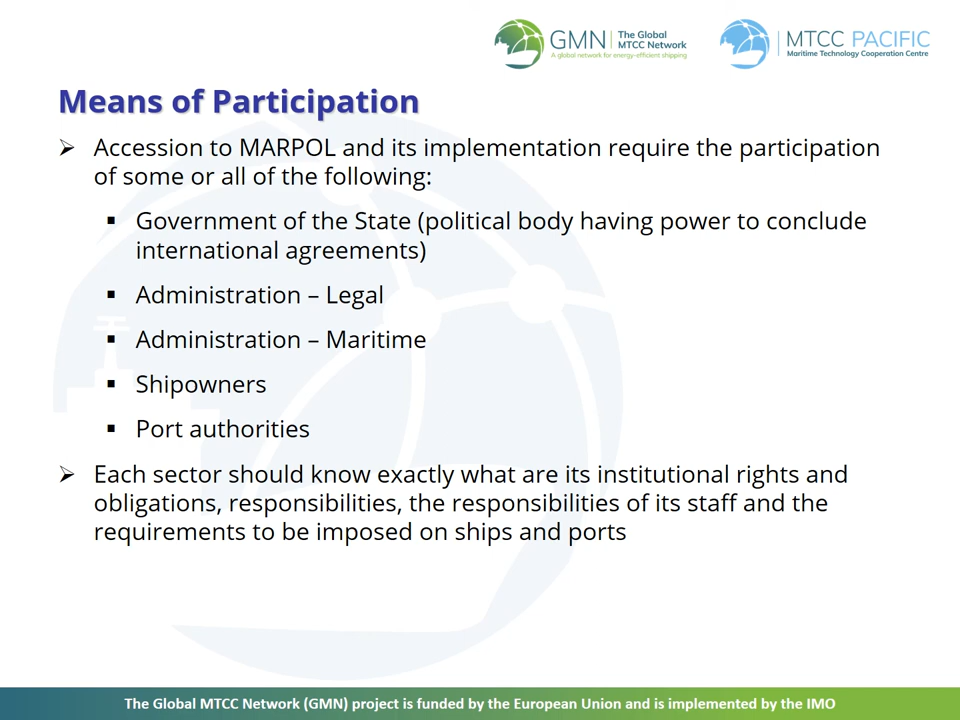 GMN
The Global
MTCC Network
A global network for energy-efficient shipping
MTCC PACIFIC
Maritime Technology Cooperation Centre
Means of Participation
➢ Accession to MARPOL and its implementation require the participation
of some or all of the following:
▪ Government of the State (political body having power to conclude
international agreements)
▪ Administration – Legal
▪ Administration – Maritime
▪ Shipowners
▪ Port authorities
➢ Each sector should know exactly what are its institutional rights and
obligations, responsibilities, the responsibilities of its staff and the
requirements to be imposed on ships and ports
The Global MTCC Network (GMN) project is funded by the European Union and is implemented by the IMO